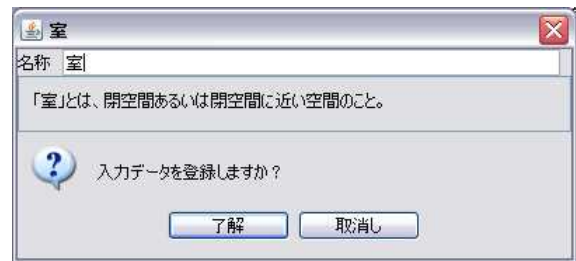 室
名称 室
「室」とは、閉空間あるいは閉空間に近い空間のこと。
入力データを登録しますか？
了解 取消し